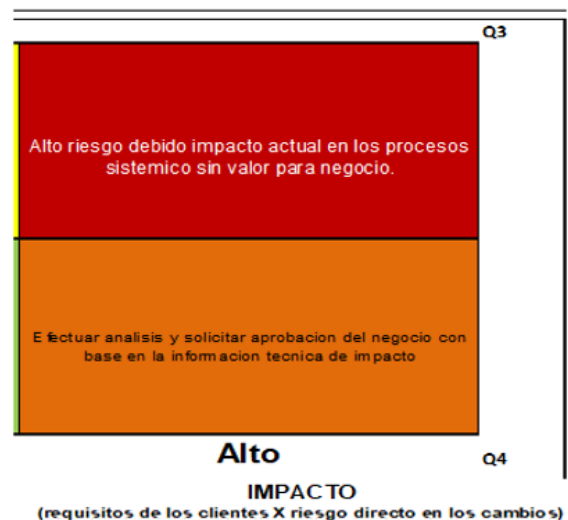 Q3
Alto riesgo debido impacto actual en los procesos
sistemico sin valor para negocio.
Efectuar analisis y solicitar aprobacion del negocio con
base en la informacion tecnica de impacto
Alto
Q4
IMPACTO
(requisitos de los clientes X riesgo directo en los cambios)